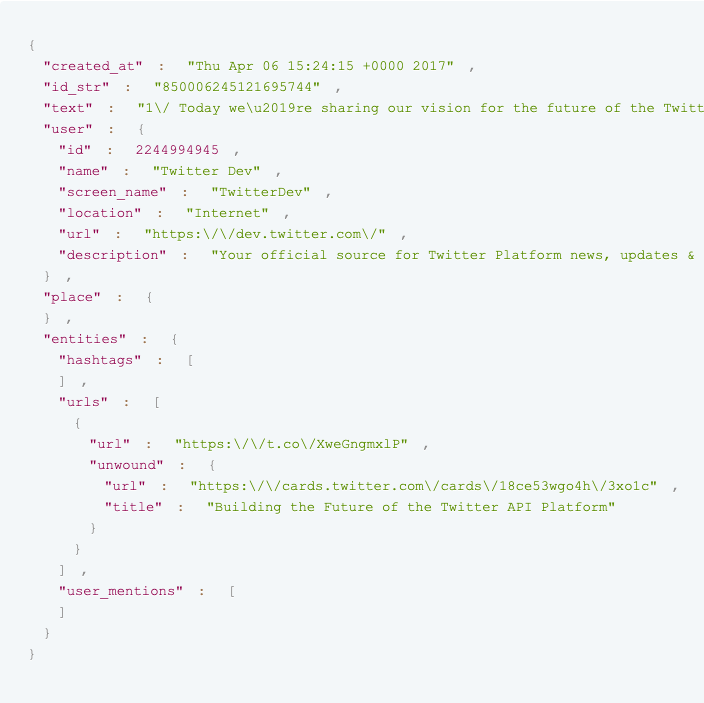 {
"created_at" : "Thu Apr 06 15:24:15 +0000 2017" ,
"id_str" : "850006245121695744" ,
"text" : "1\/ Today we\u2019re sharing our vision for the future of the Twitt
"user" : {
"id" : 2244994945 ,
"name" : "Twitter Dev" ,
"screen_name" : "TwitterDev" ,
"location" : "Internet" ,
"url" : "https:\/\/dev.twitter.com\/" ,
"description" : "Your official source for Twitter Platform news, updates &
} ,
"place" : {
} ,
"entities" : {
"hashtags" : [
] ,
"urls" : [
{
"url" : "https:\/\/t.co\/XweGngmxlP" ,
"unwound" : {
"url" : "https:\/\/cards.twitter.com\/cards\/18ce53wgo4h\/3xo1c" ,
"title" : "Building the Future of the Twitter API Platform"
}
}
] ,
"user_mentions" : [
]
}
}